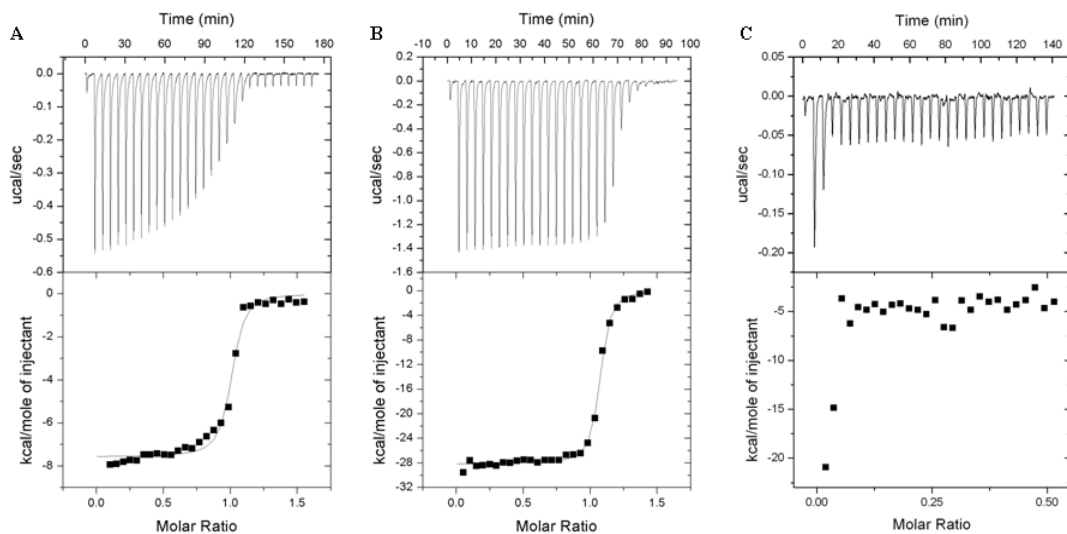 A
Time (min)
0 30 60 90 120 150 180
0.0
-0.1
-0.2
-0.3
-0.4
-0.5
-0.6
ucal/sec
0
-2
-4
-6
-8
kcal/mole of injectant
0.0 0.5 1.0 1.5
Molar Ratio
B
Time (min)
-10 0 10 20 30 40 50 60 70 80 90 100
0.2
0.0
-0.2
-0.4
-0.6
-0.8
-1.0
-1.2
-1.4
-1.6
ucal/sec
0
-4
-8
-12
-16
-20
-24
-28
-32
kcal/mole of injectant
0.0 0.5 1.0 1.5
Molar Ratio
C
Time (min)
0 20 40 60 80 100 120 140
0.05
0.00
-0.05
-0.10
-0.15
-0.20
ucal/sec
0
-5
-10
-15
-20
kcal/mole of injectant
0.00 0.25 0.50
Molar Ratio